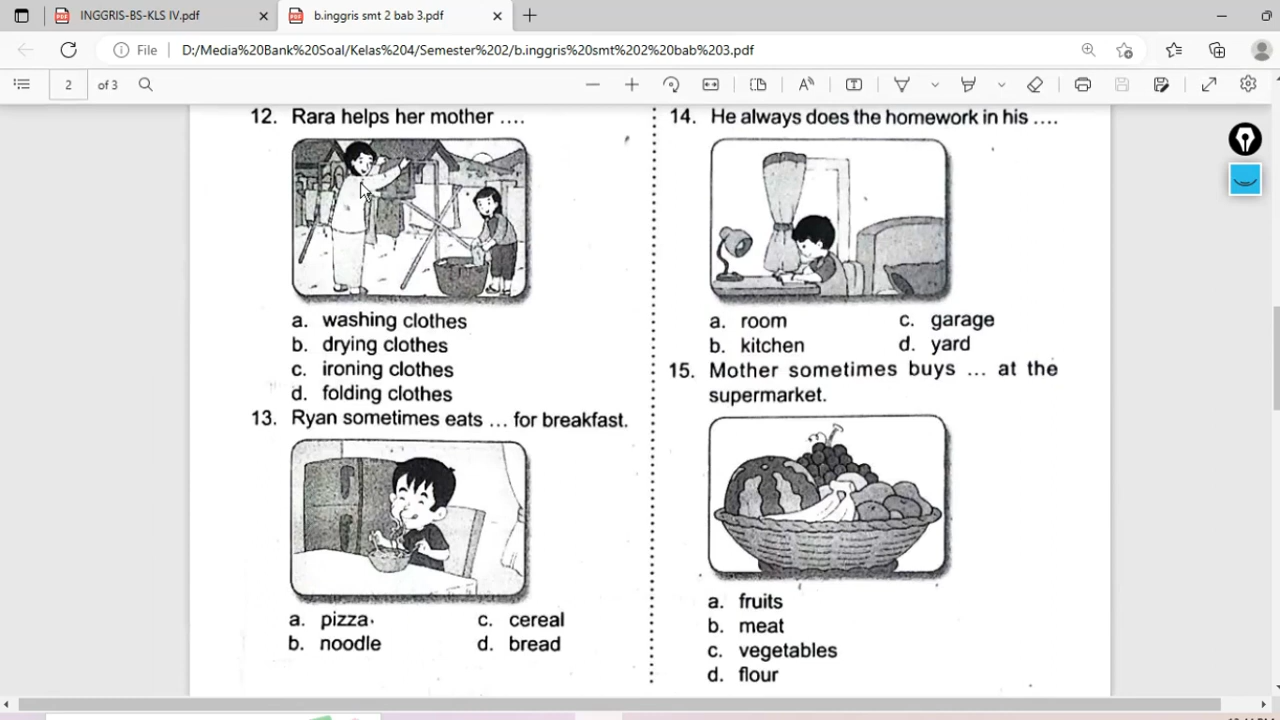 INGGRIS-BS-KLS IV.pdf
b.inggris smt 2 bab 3.pdf
File
D:/Media%20Bank%20Soal/Kelas%204/Semester%202/b.inggris%20smt%202%20bab%203.pdf
2
of 3
12. Rara helps her mother ....
a. washing clothes
b. drying clothes
c. ironing clothes
d. folding clothes
13. Ryan sometimes eats ... for breakfast.
a. pizza
b. noodle
c. cereal
d. bread
14. He always does the homework in his ....
a. room
b. kitchen
c. garage
d. yard
15. Mother sometimes buys ... at the
supermarket.
a. fruits
b. meat
c. vegetables
d. flour